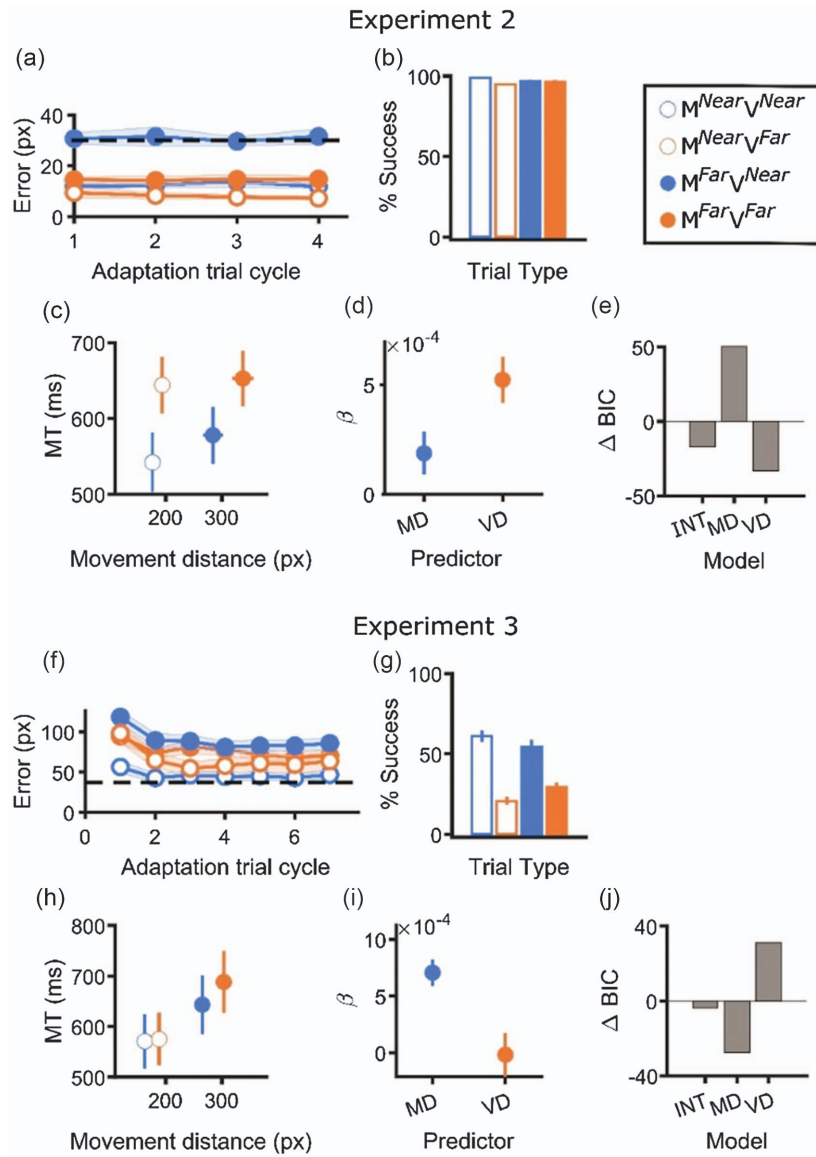 Experiment 2
(a)
Error (px)
40
20
0
1 2 3 4
Adaptation trial cycle
(b)
% Success
100
50
0
Trial Type
M^Near V^Near
M^Near V^Far
M^Far V^Near
M^Far V^Far
(c)
MT (ms)
700
600
500
200 300
Movement distance (px)
(d)
×10^-4
β
5
0
MD VD
Predictor
(e)
Δ BIC
50
0
-50
INT MD VD
Model
Experiment 3
(f)
Error (px)
100
50
0
0 2 4 6
Adaptation trial cycle
(g)
% Success
100
50
0
Trial Type
(h)
MT (ms)
800
700
600
500
200 300
Movement distance (px)
(i)
×10^-4
β
10
5
0
MD VD
Predictor
(j)
Δ BIC
40
0
-40
INT MD VD
Model